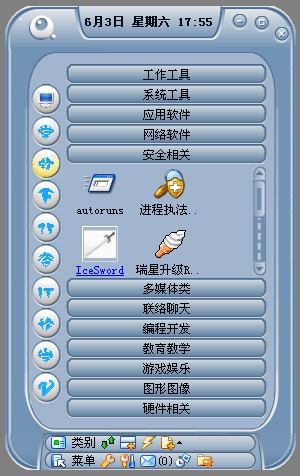 6月3日 星期六 17:55
工作工具
系统工具
应用软件
网络软件
安全相关
autoruns 进程执法..
IceSword 瑞星升级R..
多媒体类
联络聊天
编程开发
教育教学
游戏娱乐
图形图像
硬件相关
类别
菜单 (0)